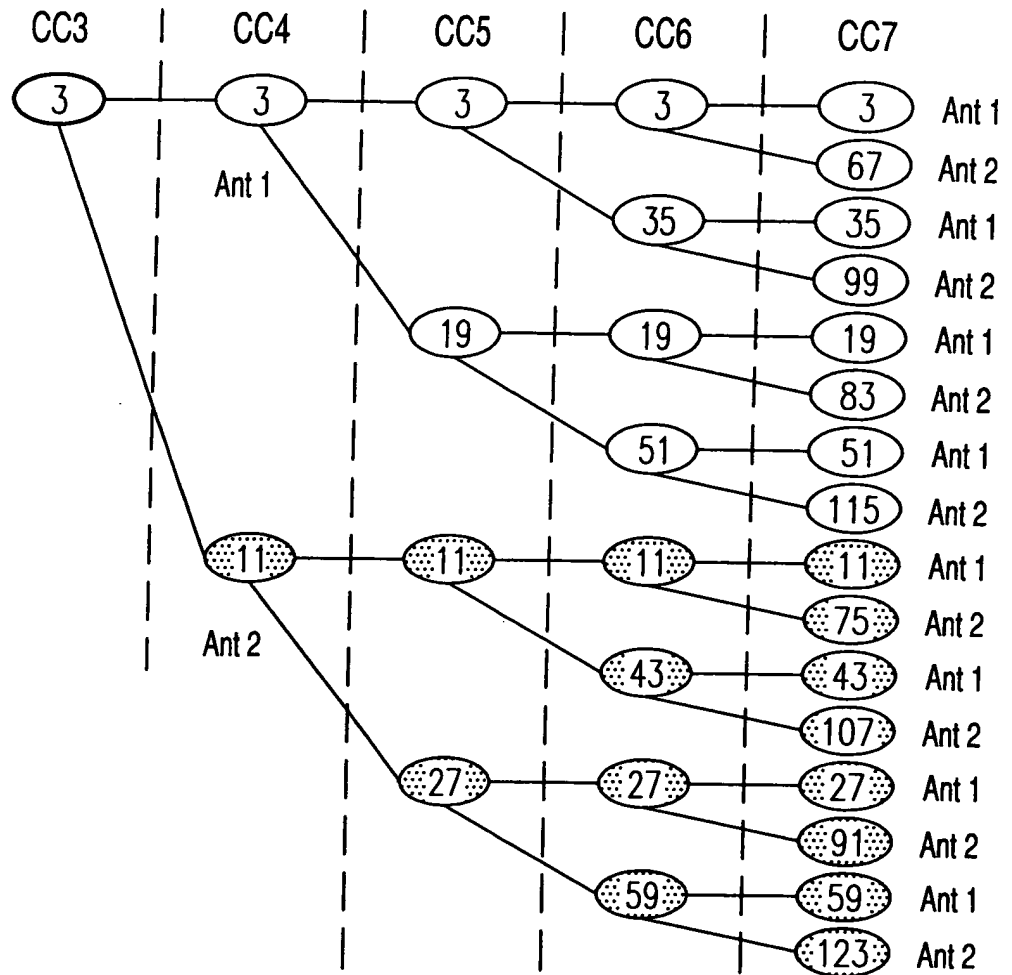 CC3 CC4 CC5 CC6 CC7
3 3 3 3 3 Ant 1
67 Ant 2
Ant 1
35 35 Ant 1
99 Ant 2
19 19 19 Ant 1
83 Ant 2
51 51 Ant 1
115 Ant 2
11 11 11 11 Ant 1
75 Ant 2
Ant 2
43 43 Ant 1
107 Ant 2
27 27 27 Ant 1
91 Ant 2
59 59 Ant 1
123 Ant 2